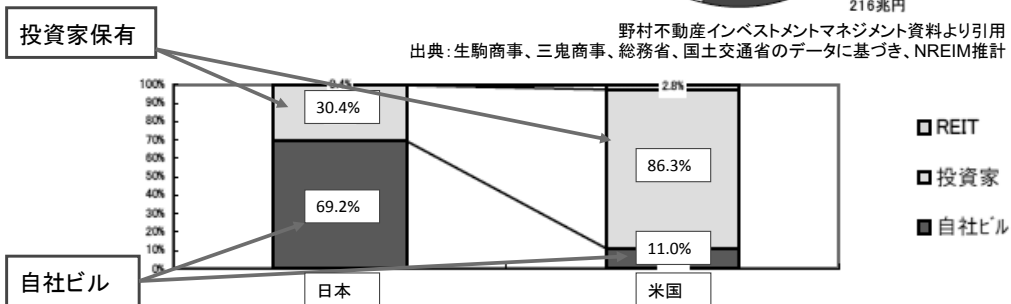 216兆円
野村不動産インベストメントマネジメント資料より引用
出典：生駒商事、三鬼商事、総務省、国土交通省のデータに基づき、NREIM推計
投資家保有
100%
90%
80%
70%
60%
50%
40%
30%
20%
10%
0%
0.4%
30.4%
69.2%
2.8%
86.3%
11.0%
REIT
投資家
自社ビル
自社ビル
日本
米国